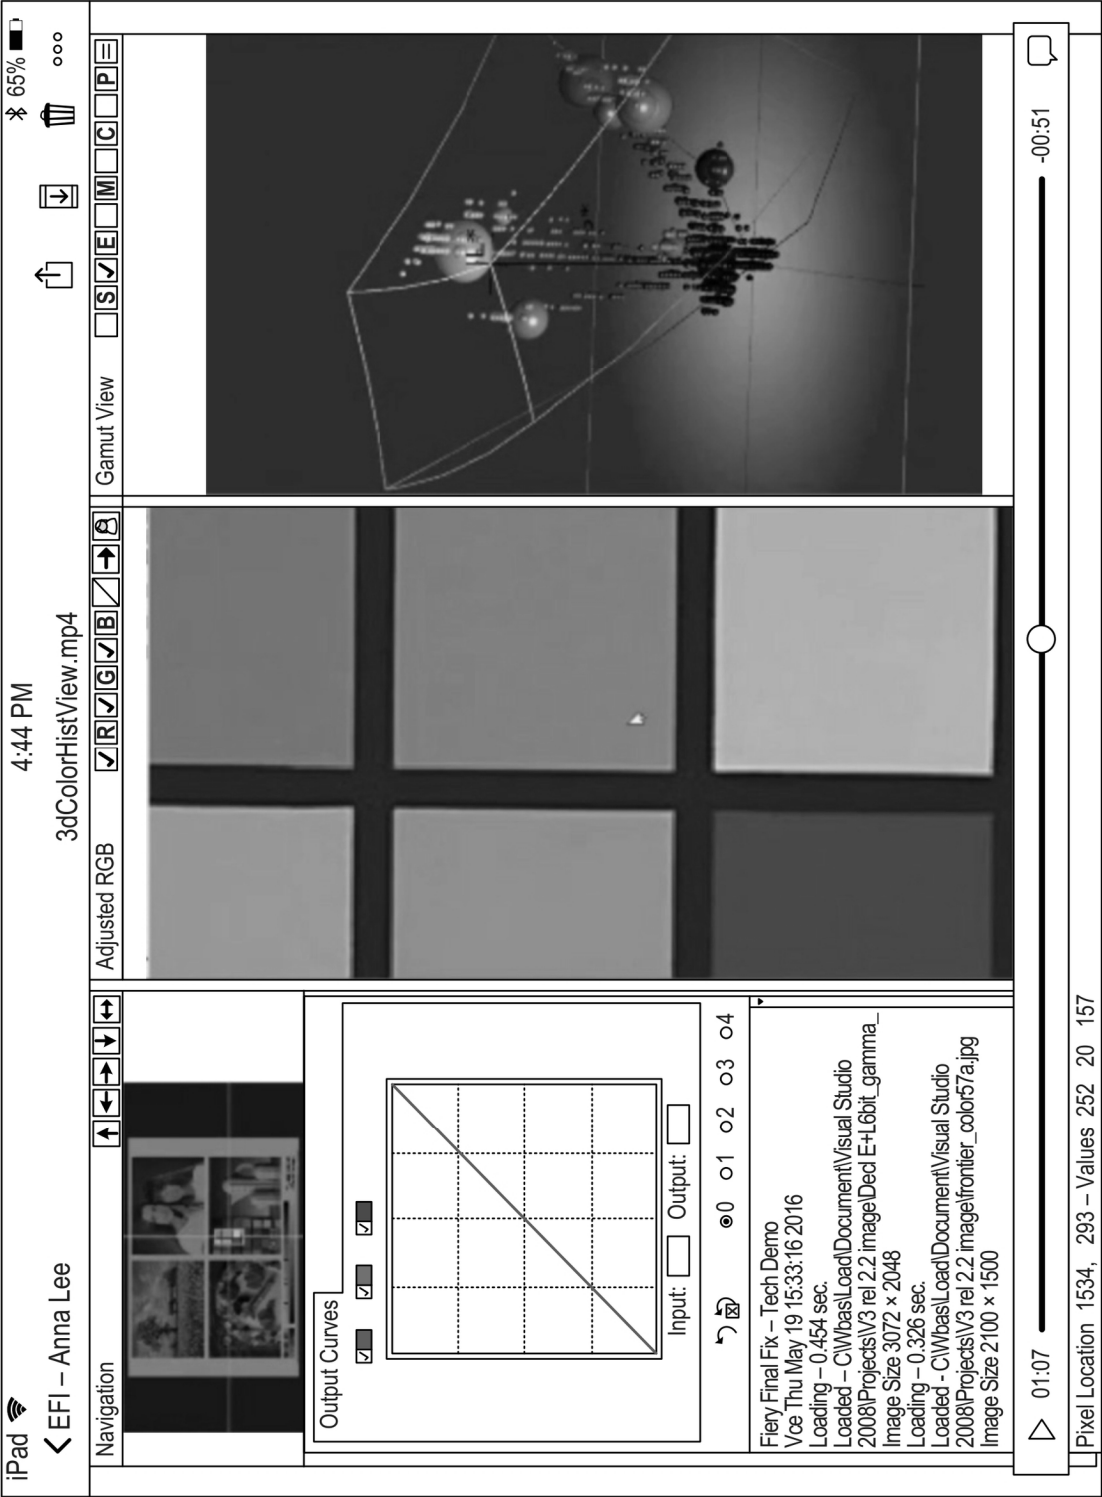 iPad 4:44 PM 65%
EFI – Anna Lee 3dColorHistView.mp4
Navigation
Adjusted RGB R G B
Gamut View S E M C P
Output Curves
Input: Output:
0 1 2 3 4
Fiery Final Fix – Tech Demo
Vce Thu May 19 15:33:16 2016
Loading – 0.454 sec.
Loaded – C\Wbas\Load\Document\Visual Studio
2008\Projects\V3 rel 2.2 image\Ded E+L6bit_gamma_
Image Size 3072 × 2048
Loading – 0.326 sec.
Loaded - C\Wbas\Load\Document\Visual Studio
2008\Projects\V3 rel 2.2 image\frontier_color57a.jpg
Image Size 2100 × 1500
01:07 -00:51
Pixel Location 1534, 293 – Values 252 20 157